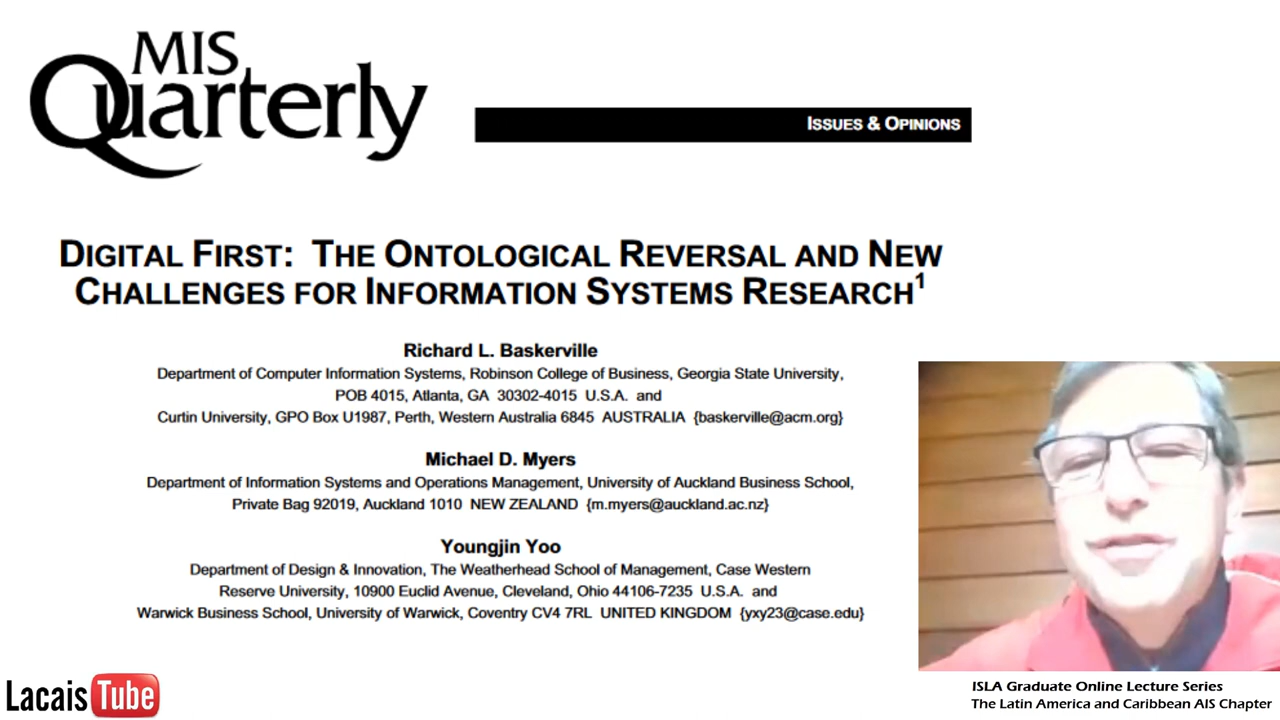 MIS
Quarterly
ISSUES & OPINIONS
DIGITAL FIRST: THE ONTOLOGICAL REVERSAL AND NEW
CHALLENGES FOR INFORMATION SYSTEMS RESEARCH1
Richard L. Baskerville
Department of Computer Information Systems, Robinson College of Business, Georgia State University,
POB 4015, Atlanta, GA 30302-4015 U.S.A. and
Curtin University, GPO Box U1987, Perth, Western Australia 6845 AUSTRALIA {baskerville@acm.org}
Michael D. Myers
Department of Information Systems and Operations Management, University of Auckland Business School,
Private Bag 92019, Auckland 1010 NEW ZEALAND {m.myers@auckland.ac.nz}
Youngjin Yoo
Department of Design & Innovation, The Weatherhead School of Management, Case Western
Reserve University, 10900 Euclid Avenue, Cleveland, Ohio 44106-7235 U.S.A. and
Warwick Business School, University of Warwick, Coventry CV4 7RL UNITED KINGDOM {yxy23@case.edu}
Lacais Tube
ISLA Graduate Online Lecture Series
The Latin America and Caribbean AIS Chapter